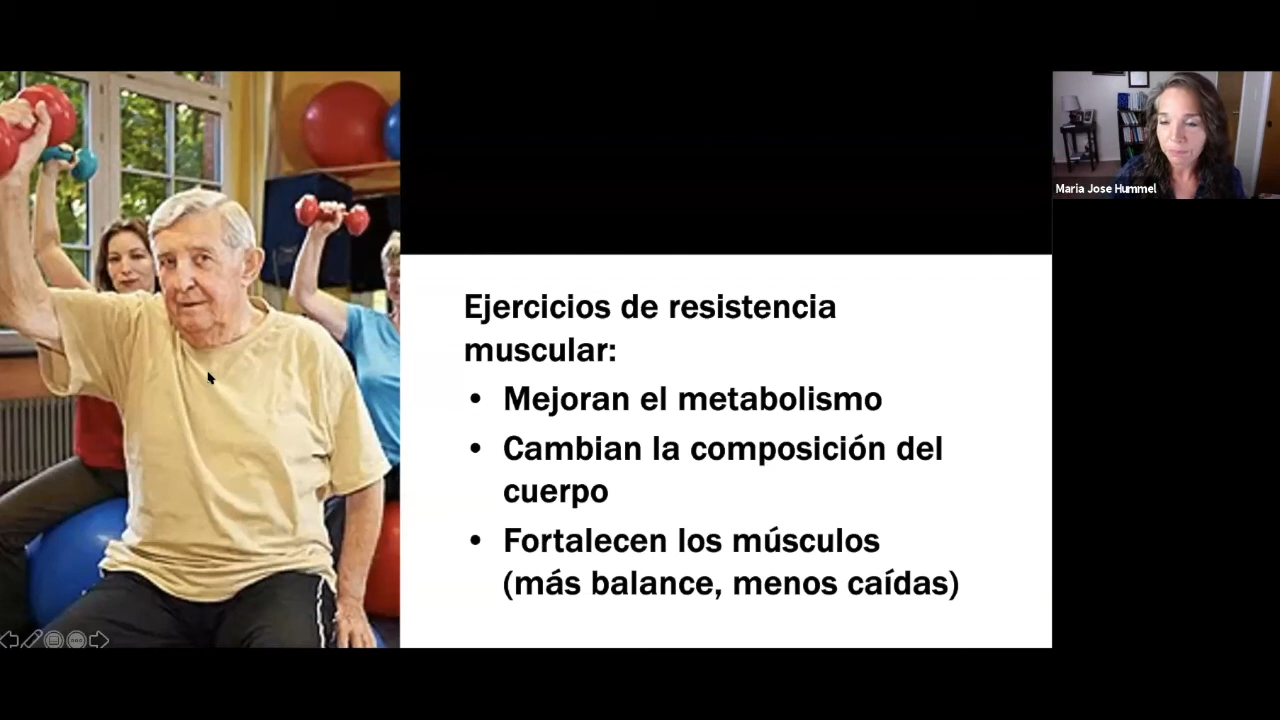 Maria Jose Hummel
Ejercicios de resistencia
muscular:
• Mejoran el metabolismo
• Cambian la composición del
cuerpo
• Fortalecen los músculos
(más balance, menos caídas)